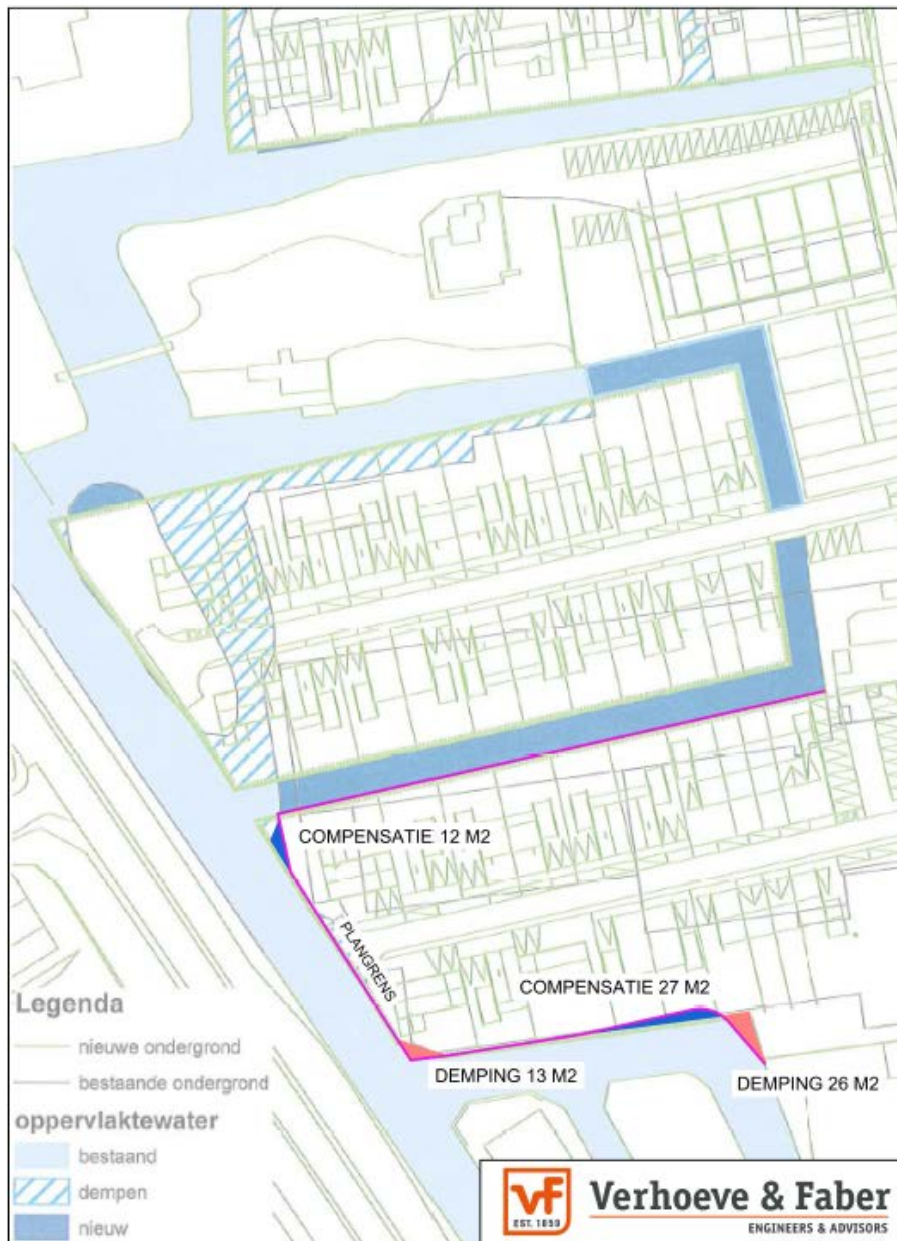 COMPENSATIE 12 M2
PLANGRENS
COMPENSATIE 27 M2
DEMPING 13 M2
DEMPING 26 M2
Legenda
nieuwe ondergrond
bestaande ondergrond
oppervlaktewater
bestaand
dempen
nieuw
vf
EST. 1850
Verhoeve & Faber
ENGINEERS & ADVISORS